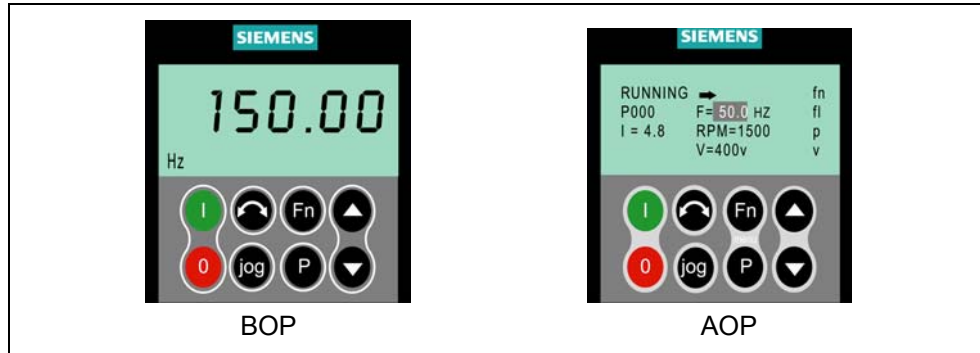 SIEMENS
150.00
Hz
I
Fn
0
jog
P
BOP
SIEMENS
RUNNING fn
P000 F= 50.0 HZ fl
I = 4.8 RPM=1500 p
V=400v v
I
Fn
0
jog
P
AOP